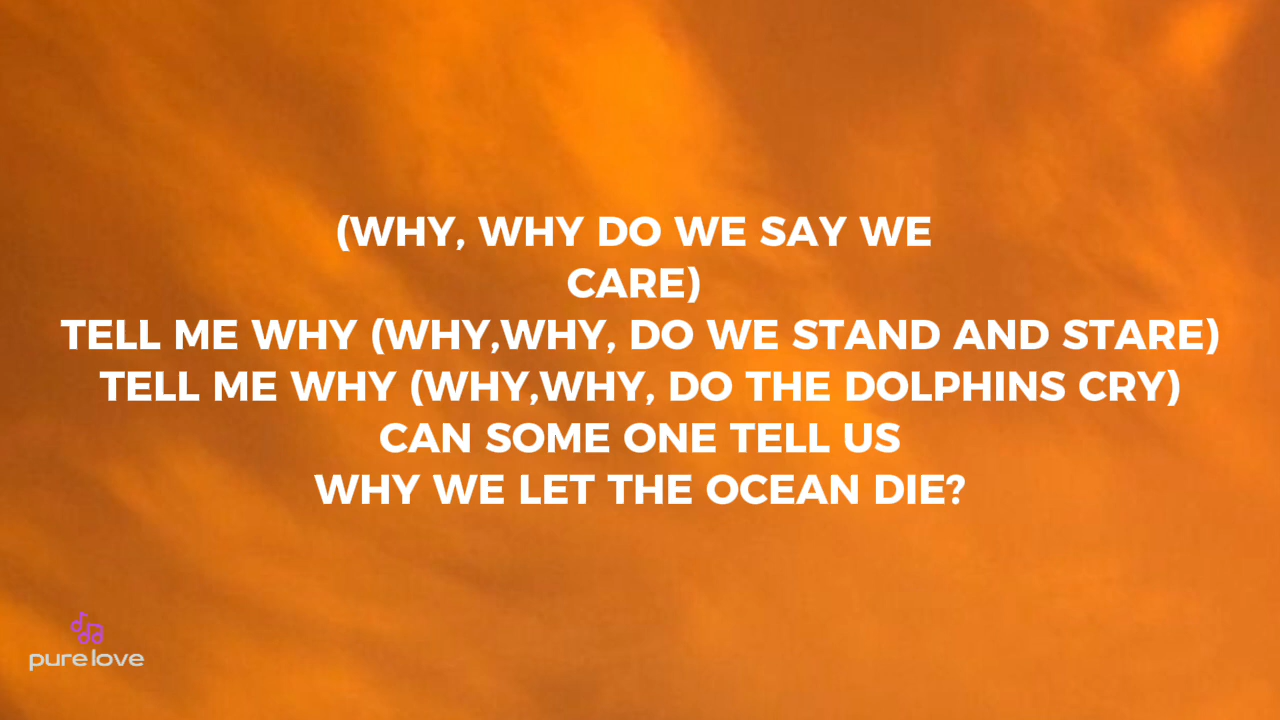 (WHY, WHY DO WE SAY WE
CARE)
TELL ME WHY (WHY,WHY, DO WE STAND AND STARE)
TELL ME WHY (WHY,WHY, DO THE DOLPHINS CRY)
CAN SOME ONE TELL US
WHY WE LET THE OCEAN DIE?
pure love